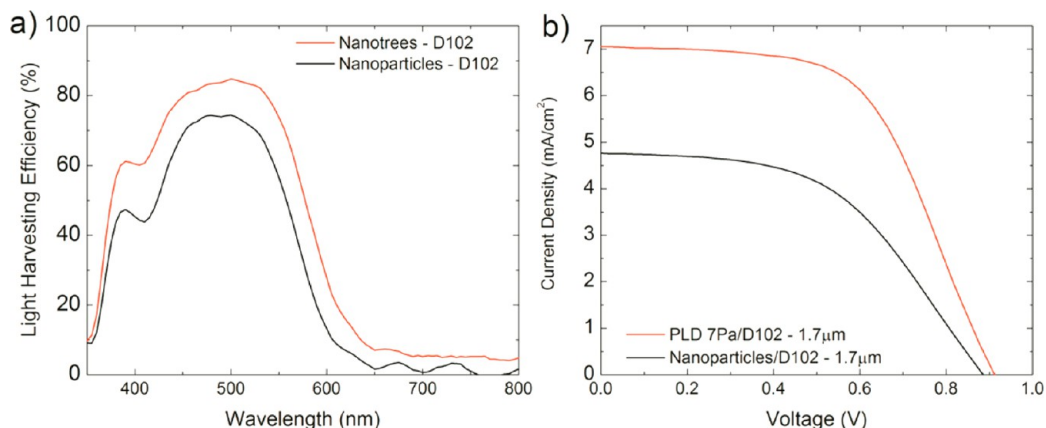 a)
Nanotrees - D102
Nanoparticles - D102
Light Harvesting Efficiency (%)
100
80
60
40
20
0
400
500
600
700
800
Wavelength (nm)
b)
PLD 7Pa/D102 - 1.7μm
Nanoparticles/D102 - 1.7μm
Current Density (mA/cm²)
7
6
5
4
3
2
1
0
0.0
0.2
0.4
0.6
0.8
1.0
Voltage (V)